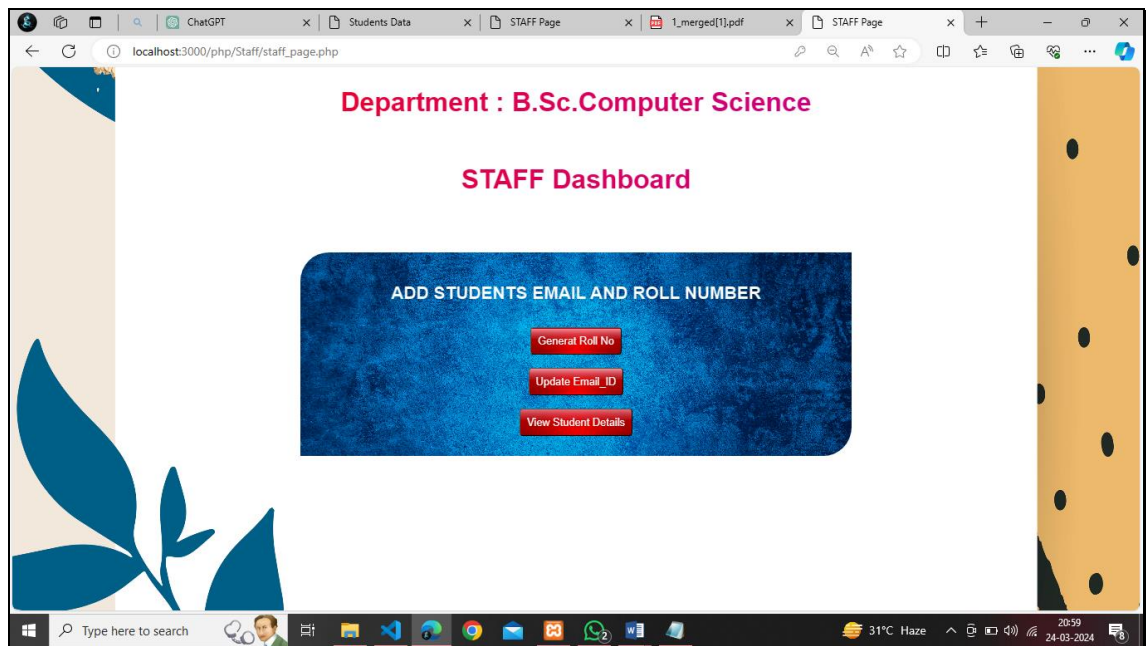 ChatGPT
Students Data
STAFF Page
1_merged[1].pdf
STAFF Page
localhost:3000/php/Staff/staff_page.php
Department : B.Sc.Computer Science
STAFF Dashboard
ADD STUDENTS EMAIL AND ROLL NUMBER
Generat Roll No
Update Email_ID
View Student Details
Type here to search
2
31°C Haze
20:59
24-03-2024
8